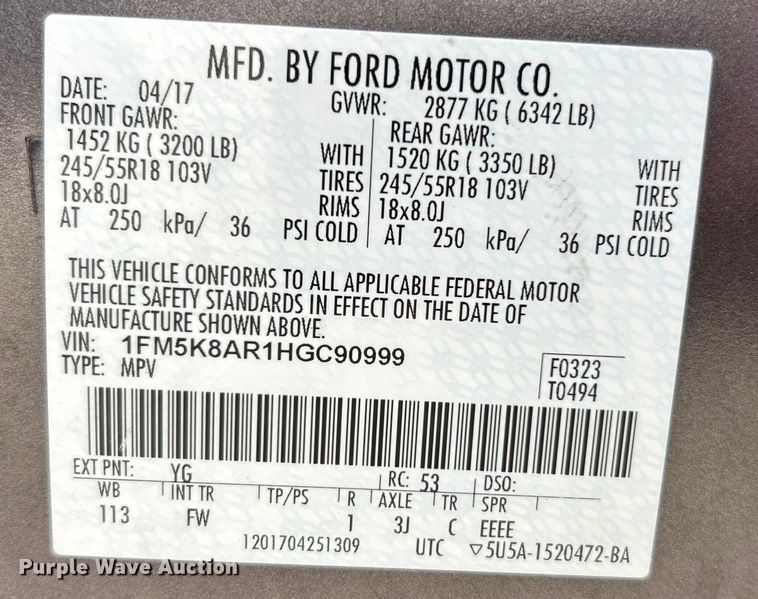 MFD. BY FORD MOTOR CO.
DATE: 04/17 GVWR: 2877 KG ( 6342 LB)
FRONT GAWR: REAR GAWR:
1452 KG ( 3200 LB) WITH 1520 KG ( 3350 LB) WITH
245/55R18 103V TIRES 245/55R18 103V TIRES
18x8.0J RIMS 18x8.0J RIMS
AT 250 kPa/ 36 PSI COLD AT 250 kPa/ 36 PSI COLD
THIS VEHICLE CONFORMS TO ALL APPLICABLE FEDERAL MOTOR
VEHICLE SAFETY STANDARDS IN EFFECT ON THE DATE OF
MANUFACTURE SHOWN ABOVE.
VIN: 1FM5K8AR1HGC90999
TYPE: MPV
F0323
T0494
EXT PNT: YG RC: 53 DSO:
WB INT TR TP/PS R AXLE TR SPR
113 FW 1 3J C EEEE
1201704251309 UTC ▽5U5A-1520472-BA
Purple Wave Auction